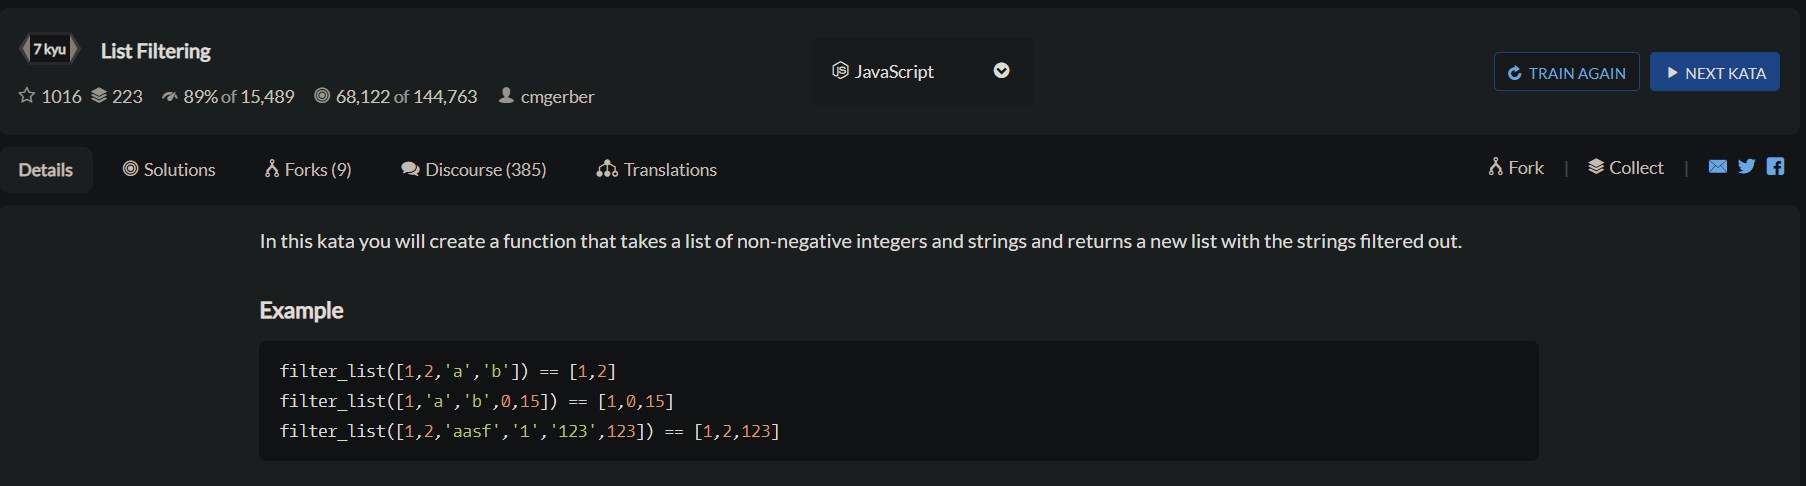 7 kyu List Filtering
1016 223 89% of 15,489 68,122 of 144,763 cmgerber
JS JavaScript
TRAIN AGAIN NEXT KATA
Details Solutions Forks (9) Discourse (385) Translations Fork | Collect |
In this kata you will create a function that takes a list of non-negative integers and strings and returns a new list with the strings filtered out.
Example
filter_list([1,2,'a','b']) == [1,2]
filter_list([1,'a','b',0,15]) == [1,0,15]
filter_list([1,2,'aasf','1','123',123]) == [1,2,123]